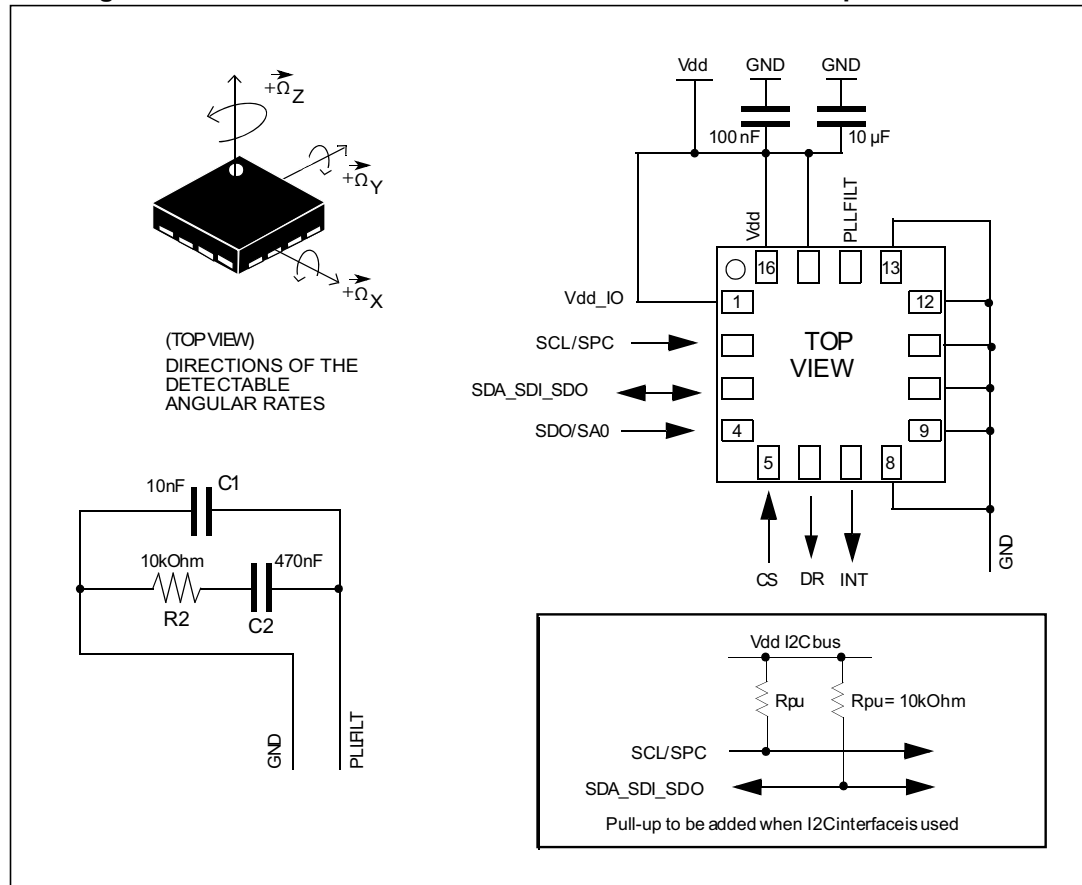 +Ω Z
+Ω Y
+Ω X
(TOP VIEW)
DIRECTIONS OF THE
DETECTABLE
ANGULAR RATES
10nF C1
10kOhm 470nF
R2 C2
GND
PLLFILT
Vdd GND GND
100 nF 10 µF
Vdd
PLLFILT
16 13
Vdd_IO 1 12
SCL/SPC
TOP
VIEW
SDA_SDI_SDO
SDO/SA0 4 9
5 8
CS DR INT
GND
Vdd I2C bus
Rpu Rpu= 10kOhm
SCL/SPC
SDA_SDI_SDO
Pull-up to be added when I2C interface is used